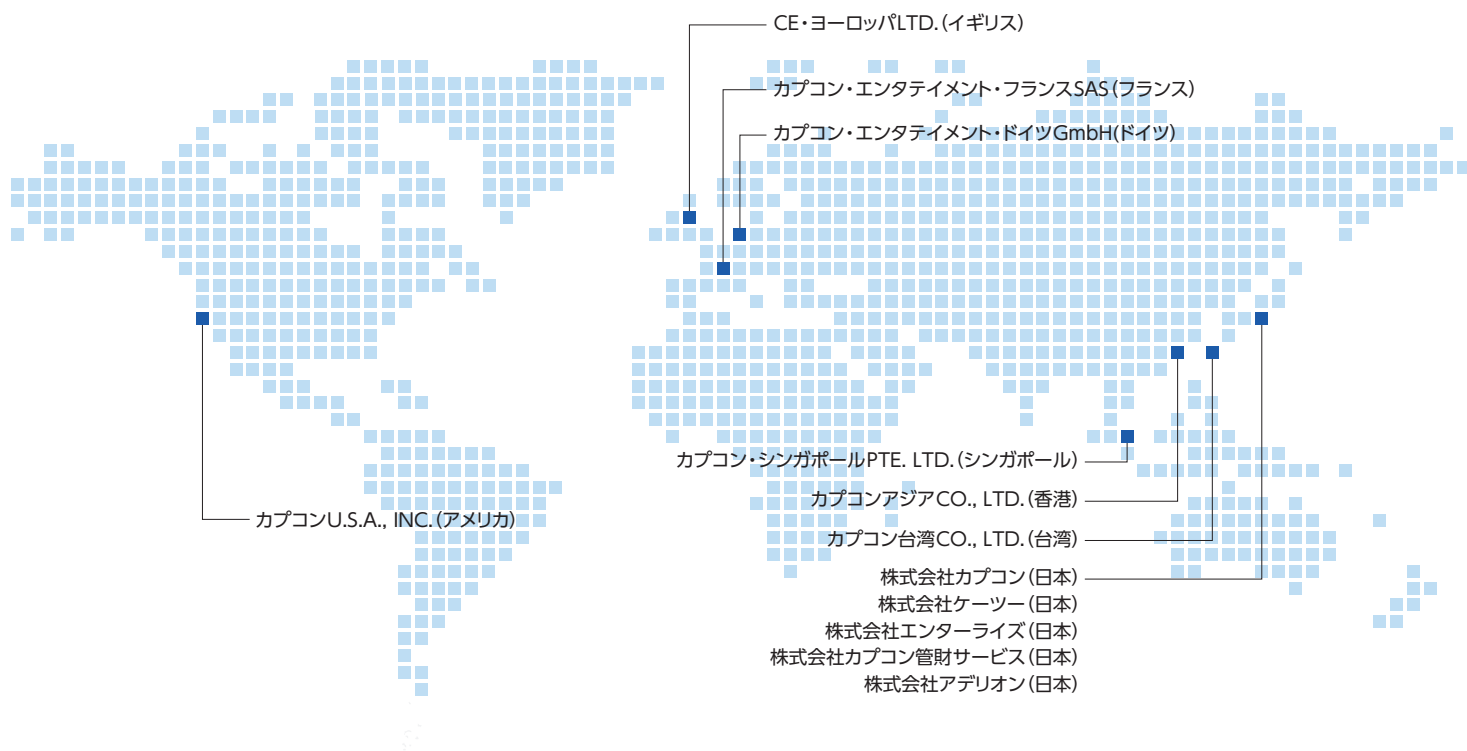 CE・ヨーロッパLTD.（イギリス）
カプコン・エンタテイメント・フランスSAS（フランス）
カプコン・エンタテイメント・ドイツGmbH(ドイツ)
カプコン・シンガポールPTE. LTD.（シンガポール）
カプコンアジアCO., LTD.（香港）
カプコンU.S.A., INC.（アメリカ）
カプコン台湾CO., LTD.（台湾）
株式会社カプコン（日本）
株式会社ケーツー（日本）
株式会社エンターライズ（日本）
株式会社カプコン管財サービス（日本）
株式会社アデリオン（日本）